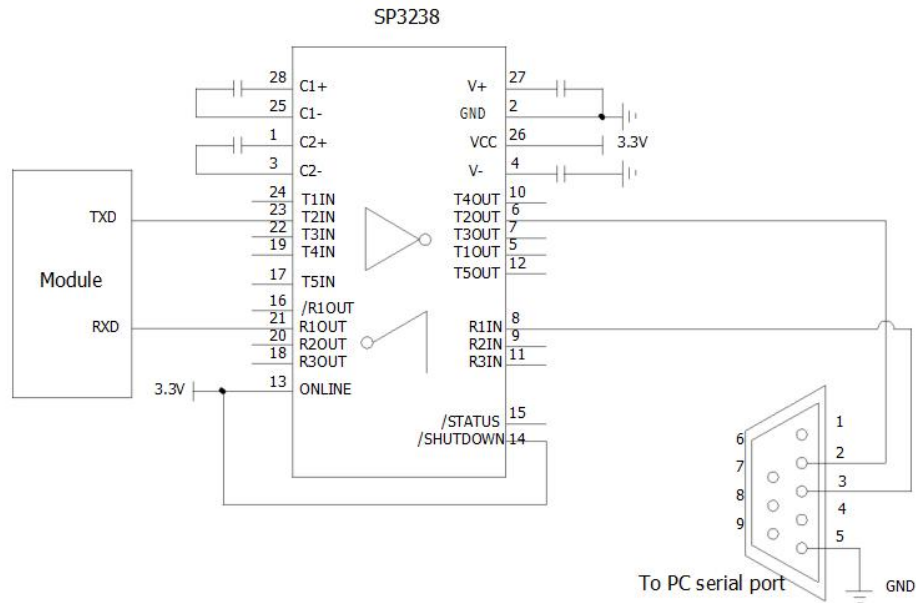 SP3238
28 C1+
25 C1-
1 C2+
3 C2-
24 T1IN
23 T2IN
22 T3IN
19 T4IN
17 T5IN
16 /R1OUT
21 R1OUT
20 R2OUT
18 R3OUT
13 ONLINE
V+ 27
GND 2
VCC 26
3.3V
V- 4
T4OUT 10
T2OUT 6
T3OUT 7
T1OUT 5
T5OUT 12
R1IN 8
R2IN 9
R3IN 11
/STATUS 15
/SHUTDOWN 14
TXD
Module
RXD
3.3V
1
2
3
4
5
6
7
8
9
To PC serial port
GND